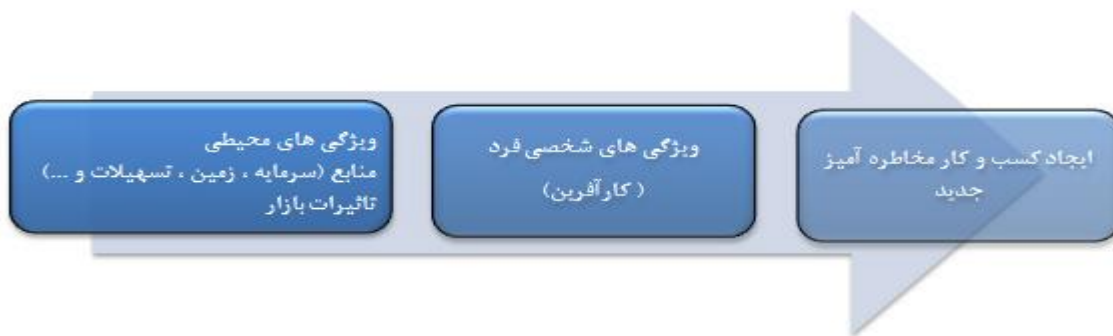 ویژگی های محیطی
منابع (سرمایه ، زمین ، تسهیلات و ...)
تاثیرات بازار
ویژگی های شخصی فرد
( کارآفرین)
ایجاد کسب و کار مخاطره آمیز
جدید